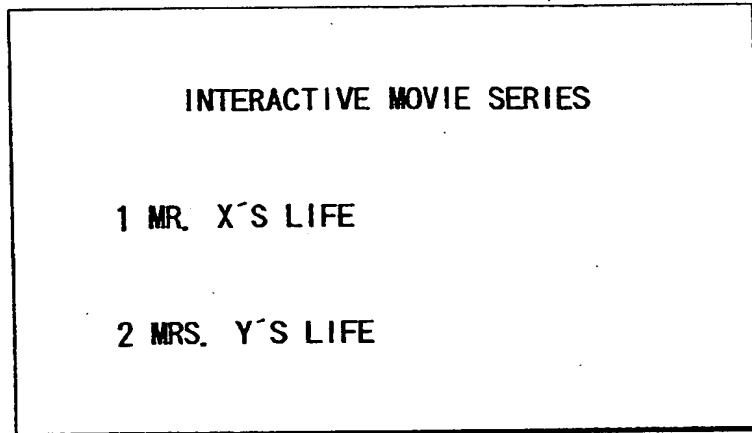 INTERACTIVE MOVIE SERIES
1 MR. X´S LIFE
2 MRS. Y´S LIFE